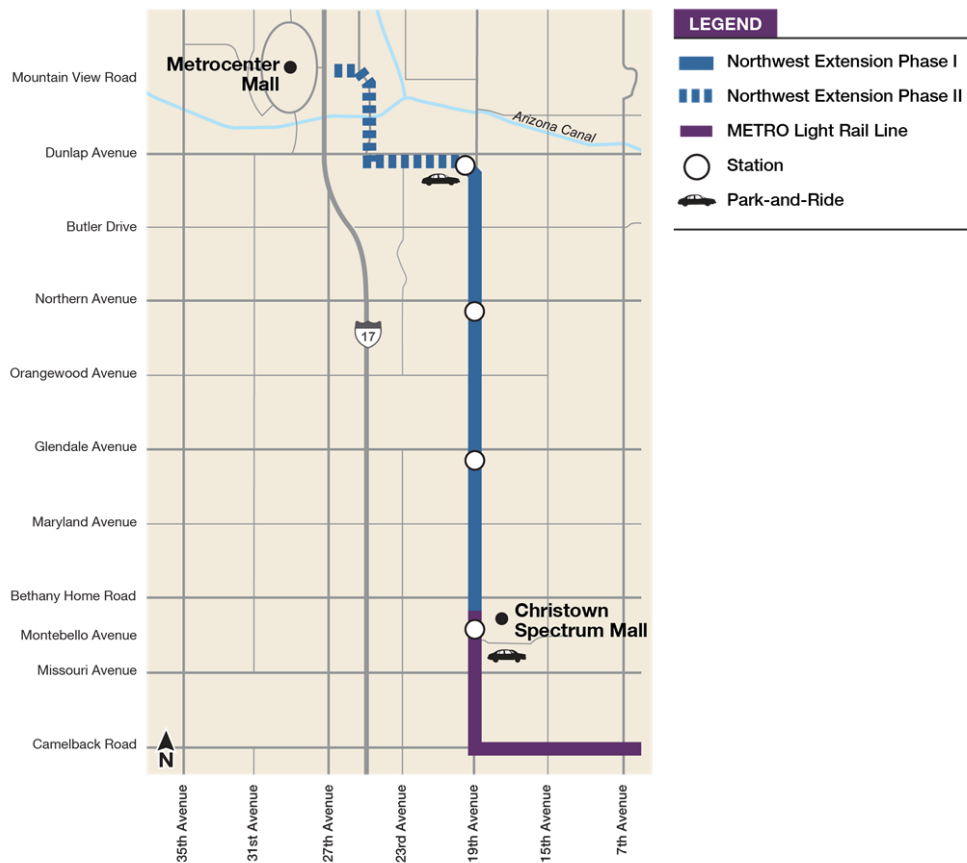 LEGEND
Northwest Extension Phase I
Northwest Extension Phase II
METRO Light Rail Line
Station
Park-and-Ride
Metrocenter
Mall
Arizona Canal
17
Christown
Spectrum Mall
N
Mountain View Road
Dunlap Avenue
Butler Drive
Northern Avenue
Orangewood Avenue
Glendale Avenue
Maryland Avenue
Bethany Home Road
Montebello Avenue
Missouri Avenue
Camelback Road
35th Avenue
31st Avenue
27th Avenue
23rd Avenue
19th Avenue
15th Avenue
7th Avenue